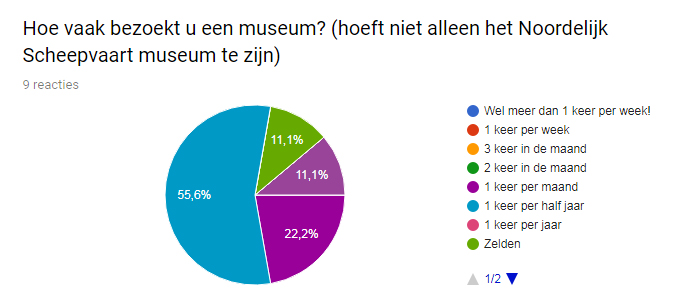 Hoe vaak bezoekt u een museum? (hoeft niet alleen het Noordelijk
Scheepvaart museum te zijn)
9 reacties
11,1%
11,1%
55,6%
22,2%
Wel meer dan 1 keer per week!
1 keer per week
3 keer in de maand
2 keer in de maand
1 keer per maand
1 keer per half jaar
1 keer per jaar
Zelden
1/2